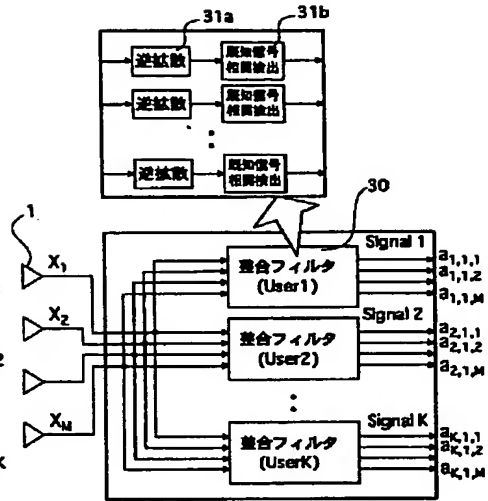 31a
31b
逆拡散
既知信号
相関検出
逆拡散
既知信号
相関検出
逆拡散
既知信号
相関検出
30
1
X1
X2
XM
2
K
Signal 1
整合フィルタ
(User1)
a1,1,1
a1,1,2
a1,1,M
Signal 2
整合フィルタ
(User2)
a2,1,1
a2,1,2
a2,1,M
Signal K
整合フィルタ
(UserK)
aK,1,1
aK,1,2
aK,1,M